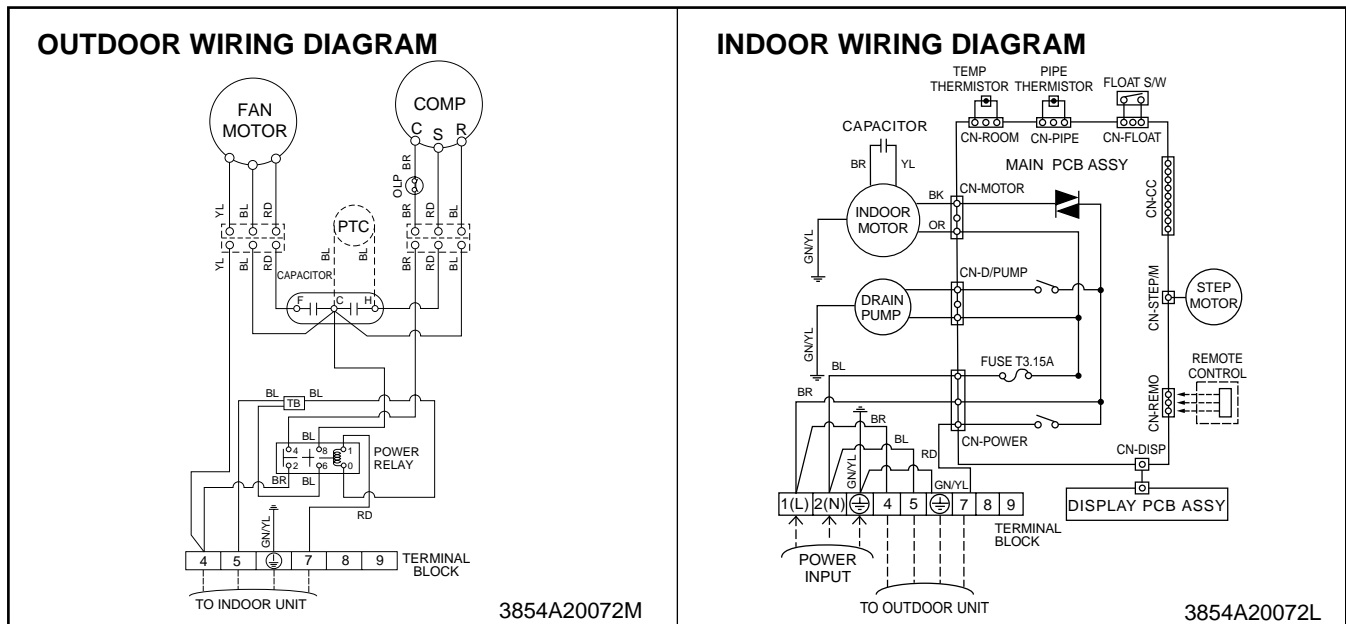 OUTDOOR WIRING DIAGRAM
FAN
MOTOR
COMP
C S R
BR
OLP
YL BL RD
PTC
BR RD BL
YL BL RD
BL BL
BR RD BL
CAPACITOR
F C H
BL BL
TB
BL
4 8 1
POWER
RELAY
2 6 0
BR BL
RD
GN/YL
4 5 7 8 9
TERMINAL
BLOCK
TO INDOOR UNIT
3854A20072M
INDOOR WIRING DIAGRAM
TEMP
THERMISTOR
PIPE
THERMISTOR
FLOAT S/W
CN-ROOM
CN-PIPE
CN-FLOAT
CAPACITOR
BR YL
MAIN PCB ASSY
CN-MOTOR
BK
INDOOR
MOTOR
OR
GN/YL
CN-CC
CN-D/PUMP
DRAIN
PUMP
GN/YL
CN-STEP/M
STEP
MOTOR
FUSE T3.15A
BL
BR
REMOTE
CONTROL
CN-REMO
BR
BL
GN/YL
RD
CN-POWER
CN-DISP
GN/YL
1(L) 2(N) 4 5 7 8 9
TERMINAL
BLOCK
DISPLAY PCB ASSY
POWER
INPUT
TO OUTDOOR UNIT
3854A20072L